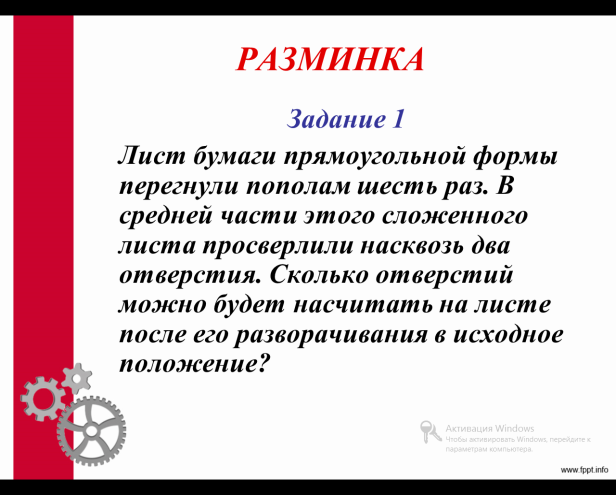 РАЗМИНКА
Задание 1
Лист бумаги прямоугольной формы
перегнули пополам шесть раз. В
средней части этого сложенного
листа просверлили насквозь два
отверстия. Сколько отверстий
можно будет насчитать на листе
после его разворачивания в исходное
положение?
Активация Windows
Чтобы активировать Windows, перейдите к
параметрам компьютера.
www.fppt.info